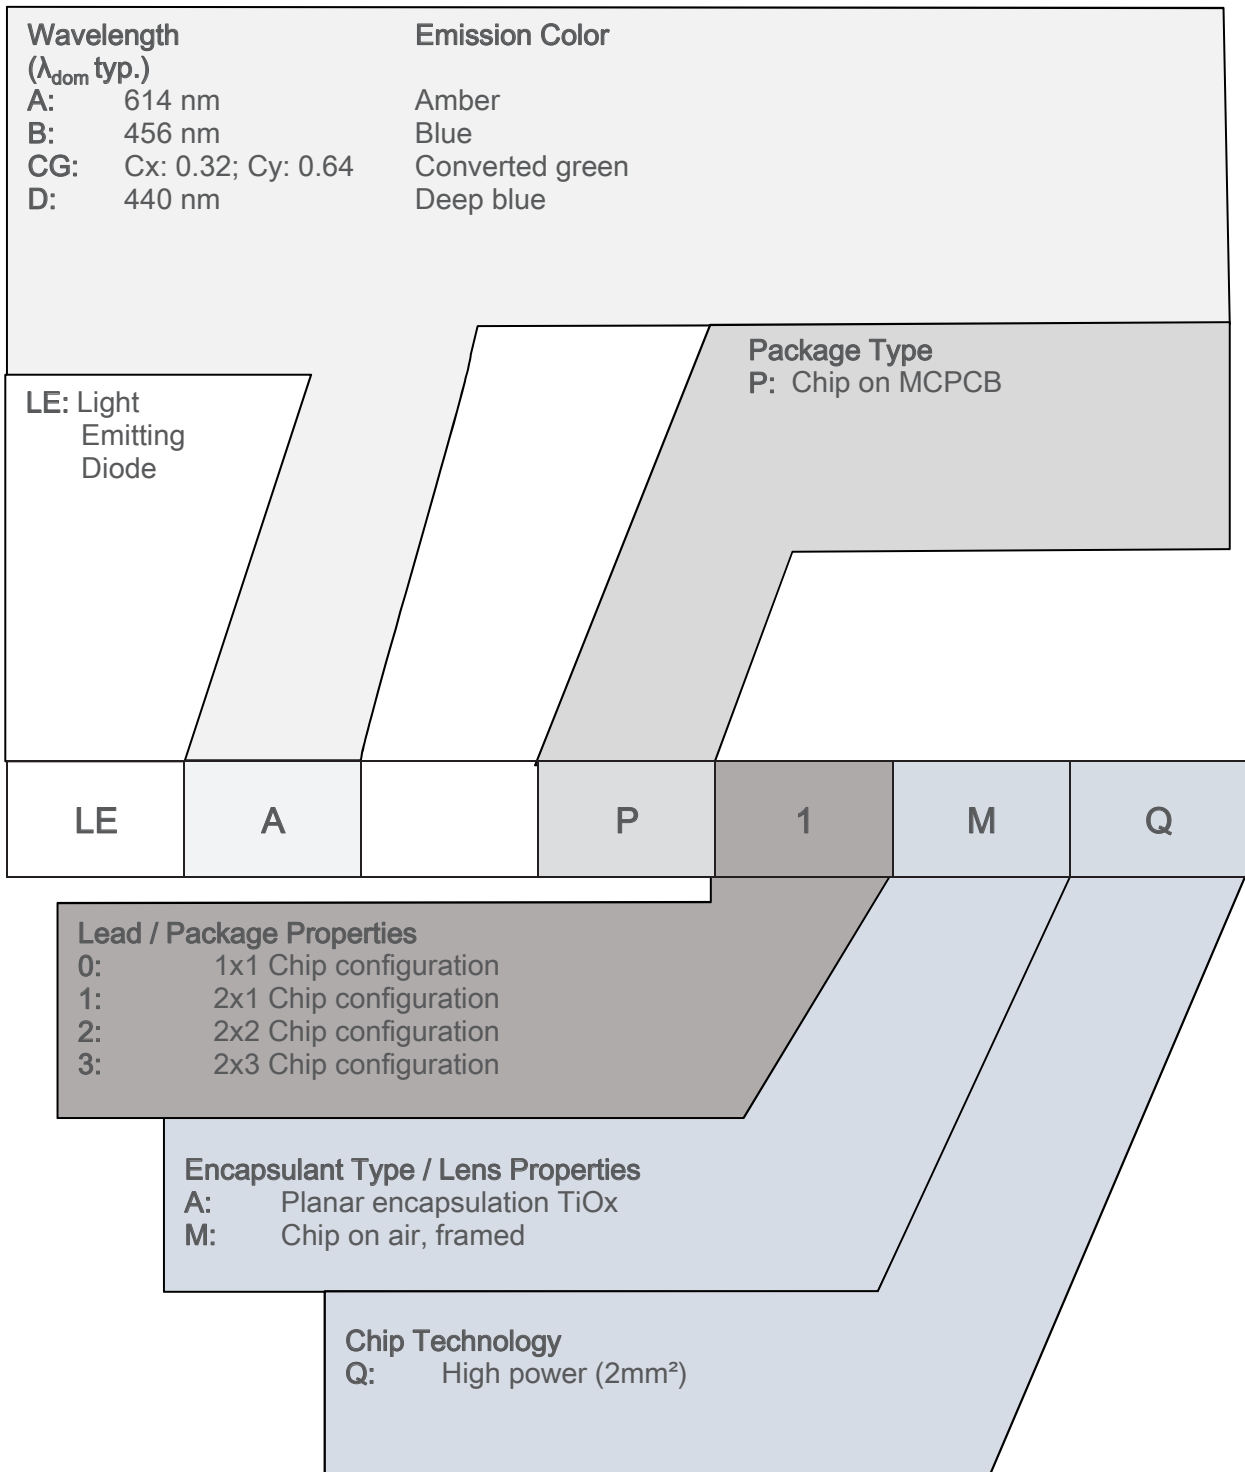 Wavelength Emission Color
(λdom typ.)
A: 614 nm Amber
B: 456 nm Blue
CG: Cx: 0.32; Cy: 0.64 Converted green
D: 440 nm Deep blue
Package Type
P: Chip on MCPCB
LE: Light
Emitting
Diode
LE A P 1 M Q
Lead / Package Properties
0: 1x1 Chip configuration
1: 2x1 Chip configuration
2: 2x2 Chip configuration
3: 2x3 Chip configuration
Encapsulant Type / Lens Properties
A: Planar encapsulation TiOx
M: Chip on air, framed
Chip Technology
Q: High power (2mm²)